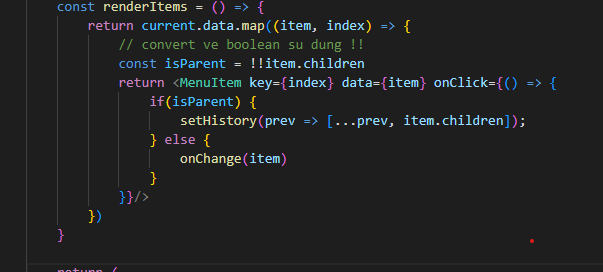 const renderItems = () => {
return current.data.map((item, index) => {
// convert ve boolean su dung !!
const isParent = !!item.children
return <MenuItem key={index} data={item} onClick={() => {
if(isParent) {
setHistory(prev => [...prev, item.children]);
} else {
onChange(item)
}
}}/>
})
}
return (